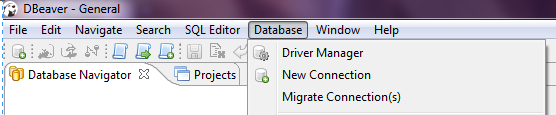 DBeaver - General
File Edit Navigate Search SQL Editor Database Window Help
Driver Manager
Database Navigator Projects New Connection
Migrate Connection(s)